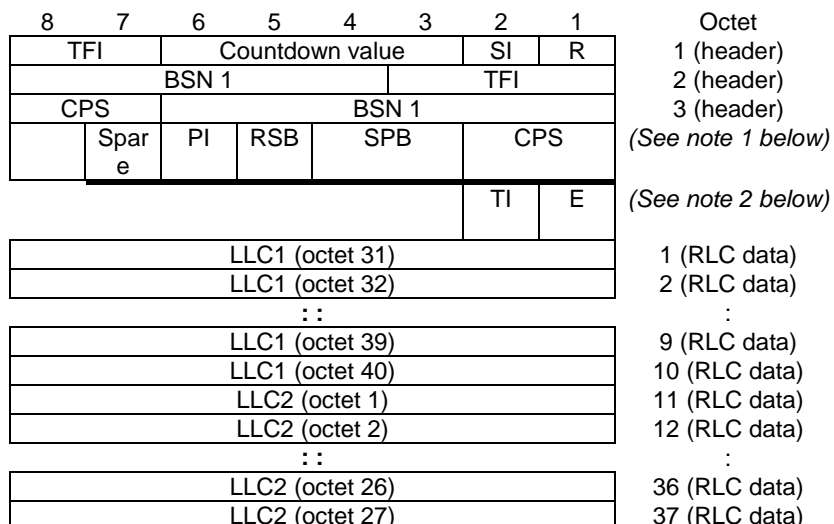 8 7 6 5 4 3 2 1 Octet
TFI Countdown value SI R 1 (header)
BSN 1 TFI 2 (header)
CPS BSN 1 3 (header)
Spar PI RSB SPB CPS (See note 1 below)
e
TI E (See note 2 below)
LLC1 (octet 31) 1 (RLC data)
LLC1 (octet 32) 2 (RLC data)
: : :
LLC1 (octet 39) 9 (RLC data)
LLC1 (octet 40) 10 (RLC data)
LLC2 (octet 1) 11 (RLC data)
LLC2 (octet 2) 12 (RLC data)
: : :
LLC2 (octet 26) 36 (RLC data)
LLC2 (octet 27) 37 (RLC data)